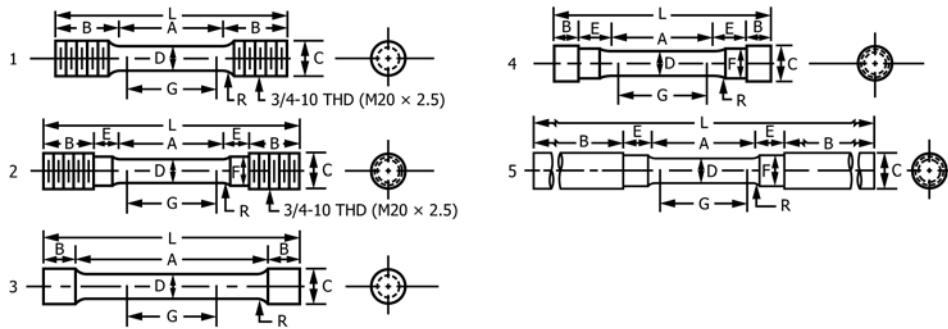 L
B A B
1 D C
G
R 3/4-10 THD (M20 × 2.5)
L
B E A E B
2 D F C
G
R
3/4-10 THD (M20 × 2.5)
L
B A B
3 D C
G R
L
B E A E B
4 D F C
G R
L
B E A E B
5 D F C
G R